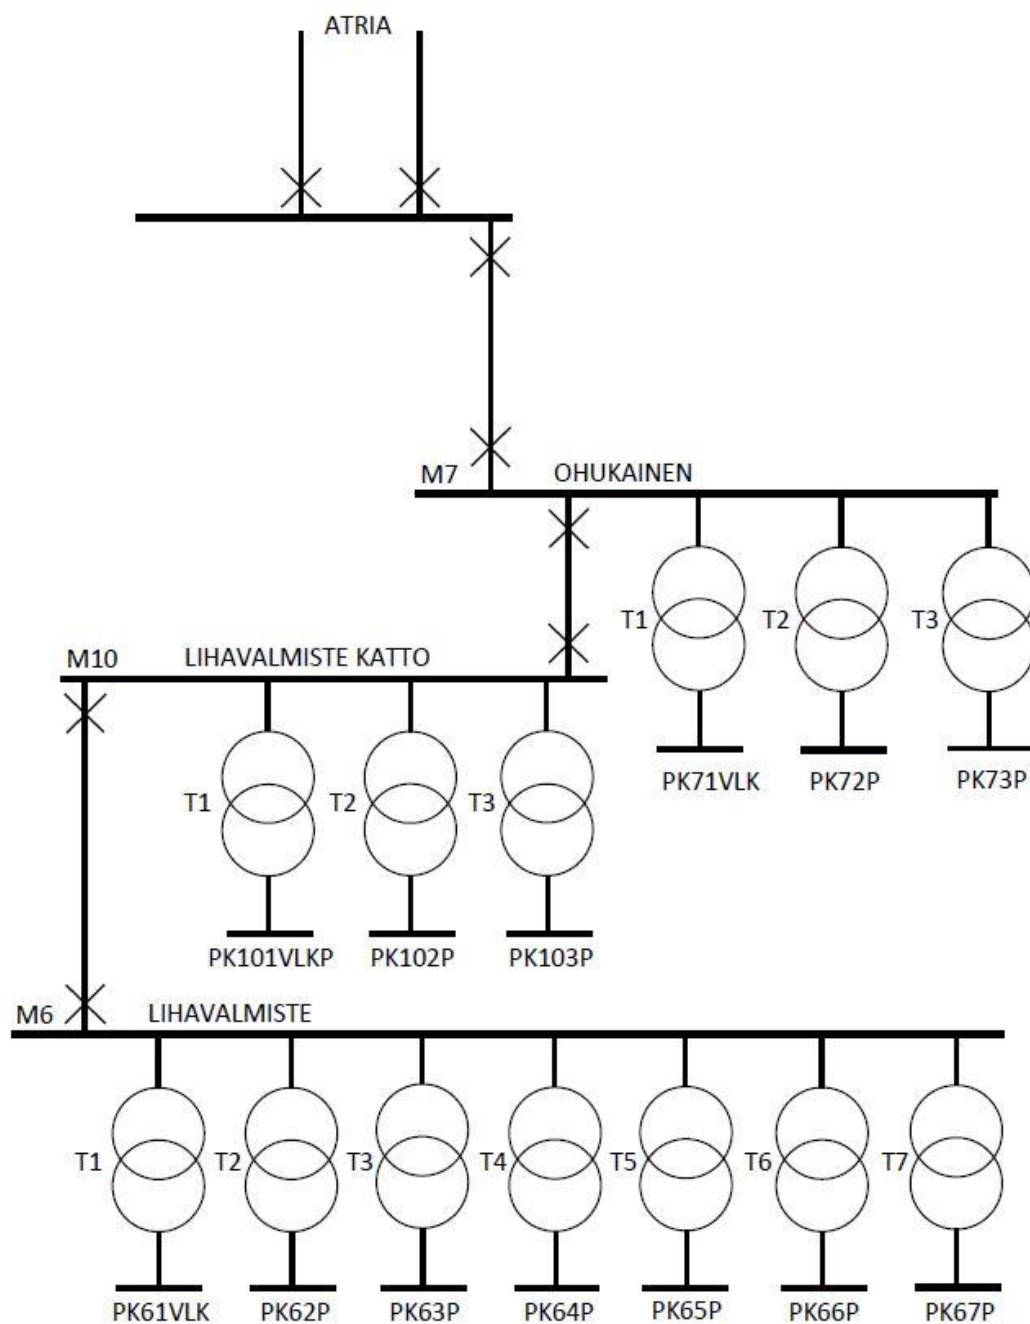 ATRIA
M7 OHUKAINEN
T1 T2 T3
PK71VLK PK72P PK73P
M10 LIHAVALMISTE KATTO
T1 T2 T3
PK101VLKP PK102P PK103P
M6 LIHAVALMISTE
T1 T2 T3 T4 T5 T6 T7
PK61VLK PK62P PK63P PK64P PK65P PK66P PK67P